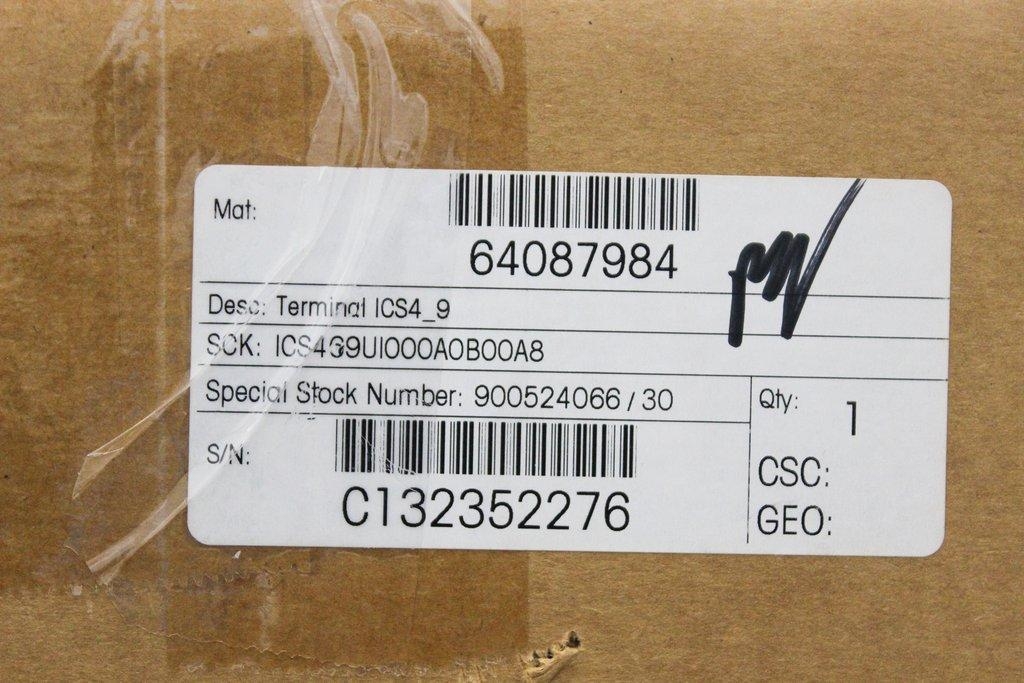 Mat:
64087984
Desc: Terminal ICS4_9
SCK: ICS4G9UI000A0B00A8
Special Stock Number: 900524066 / 30
Qty: 1
S/N:
C132352276
CSC:
GEO: